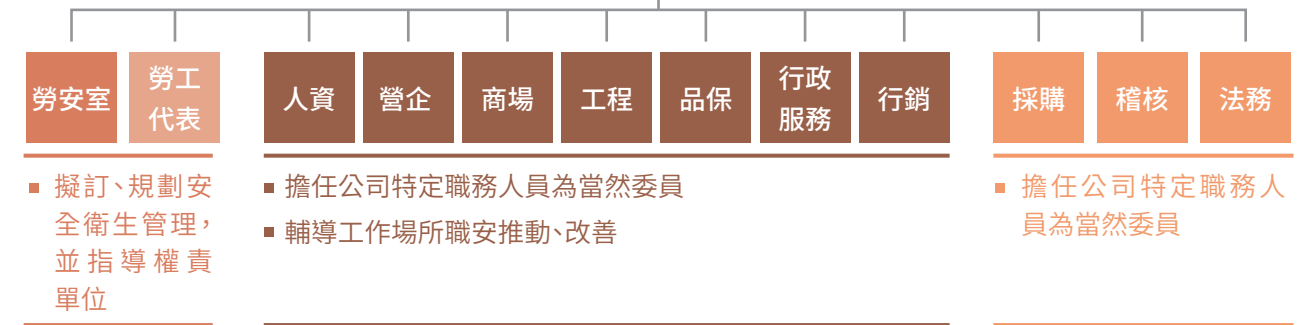 勞安室
勞工
代表
人資
營企
商場
工程
品保
行政
服務
行銷
採購
稽核
法務
▪ 擬訂、規劃安
全衛生管理，
並指導權責
單位
▪ 擔任公司特定職務人員為當然委員
▪ 輔導工作場所職安推動、改善
▪ 擔任公司特定職務人
員為當然委員